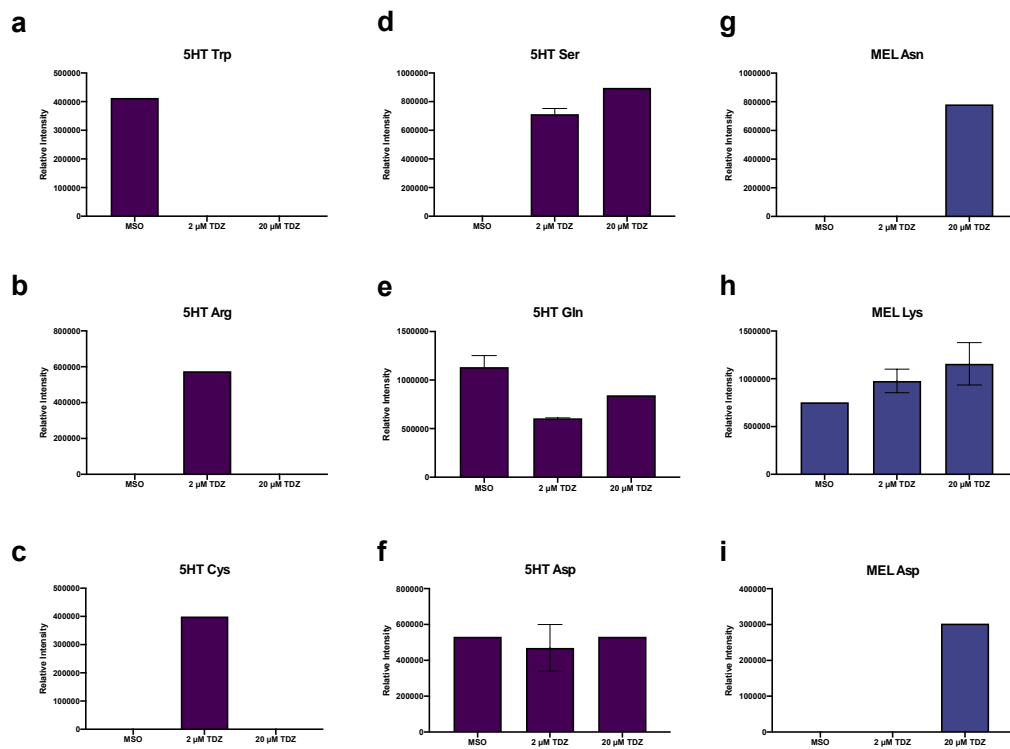 a
5HT Trp
Relative Intensity
500000
400000
300000
200000
100000
0
MSO 2 µM TDZ 20 µM TDZ
d
5HT Ser
Relative Intensity
1000000
800000
600000
400000
200000
0
MSO 2 µM TDZ 20 µM TDZ
g
MEL Asn
Relative Intensity
1000000
800000
600000
400000
200000
0
MSO 2 µM TDZ 20 µM TDZ
b
5HT Arg
Relative Intensity
800000
600000
400000
200000
0
MSO 2 µM TDZ 20 µM TDZ
e
5HT Gln
Relative Intensity
1500000
1000000
500000
0
MSO 2 µM TDZ 20 µM TDZ
h
MEL Lys
Relative Intensity
1500000
1000000
500000
0
MSO 2 µM TDZ 20 µM TDZ
c
5HT Cys
Relative Intensity
500000
400000
300000
200000
100000
0
MSO 2 µM TDZ 20 µM TDZ
f
5HT Asp
Relative Intensity
800000
600000
400000
200000
0
MSO 2 µM TDZ 20 µM TDZ
i
MEL Asp
Relative Intensity
400000
300000
200000
100000
0
MSO 2 µM TDZ 20 µM TDZ